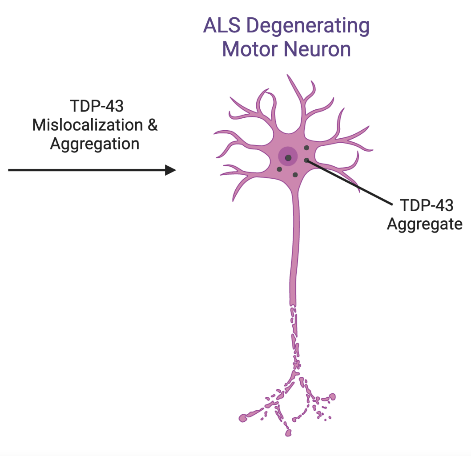 ALS Degenerating
Motor Neuron
TDP-43
Mislocalization &
Aggregation
TDP-43
Aggregate